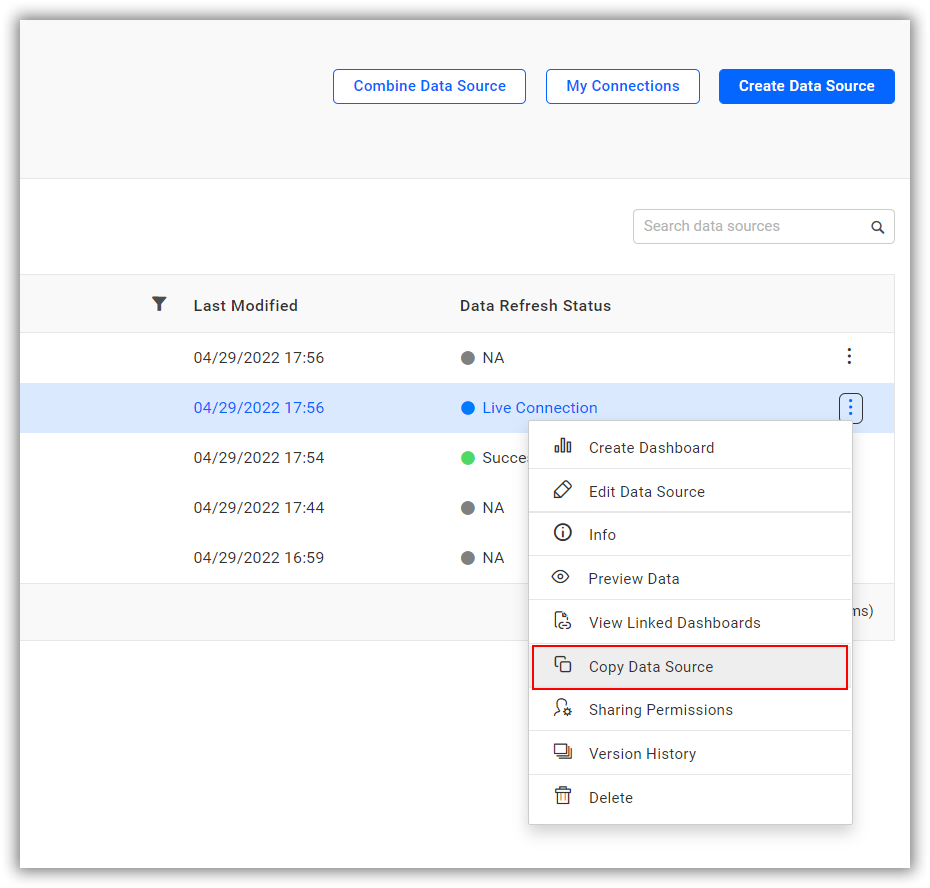 Combine Data Source My Connections Create Data Source
Search data sources
Last Modified Data Refresh Status
04/29/2022 17:56 NA
04/29/2022 17:56 Live Connection
04/29/2022 17:54 Succe
04/29/2022 17:44 NA
04/29/2022 16:59 NA
Create Dashboard
Edit Data Source
Info
Preview Data
ms)
View Linked Dashboards
Copy Data Source
Sharing Permissions
Version History
Delete